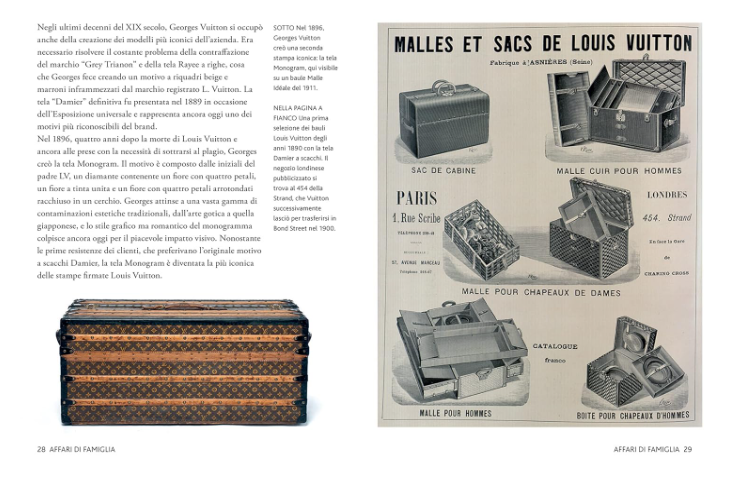 Negli ultimi decenni del XIX secolo, Georges Vuitton si occupò
anche della creazione dei modelli più iconici dell'azienda. Era
necessario risolvere il costante problema della contraffazione
del marchio "Grey Trianon" e della tela Rayee a righe, cosa
che Georges fece creando un motivo a riquadri beige e
marroni inframmezzati dal marchio registrato L. Vuitton. La
tela "Damier" definitiva fu presentata nel 1889 in occasione
dell'Esposizione universale e rappresenta ancora oggi uno dei
motivi più riconoscibili del brand.
Nel 1896, quattro anni dopo la morte di Louis Vuitton e
ancora alle prese con la necessità di sottrarsi al plagio, Georges
creò la tela Monogram. Il motivo è composto dalle iniziali del
padre LV, un diamante contenente un fiore con quattro petali,
un fiore a tinta unita e un fiore con quattro petali arrotondati
racchiuso in un cerchio. Georges attinse a una vasta gamma di
contaminazioni estetiche tradizionali, dall'arte gotica a quella
giapponese, e lo stile grafico ma romantico del monogramma
colpisce ancora oggi per il piacevole impatto visivo. Nonostante
le prime resistenze dei clienti, che preferivano l'originale motivo
a scacchi Damier, la tela Monogram è diventata la più iconica
delle stampe firmate Louis Vuitton.
SOTTO Nel 1896,
Georges Vuitton
creò una seconda
stampa iconica: la tela
Monogram, qui visibile
su un baule Malle
Idéale del 1911.
NELLA PAGINA A
FIANCO Una prima
selezione dei bauli
Louis Vuitton degli
anni 1890 con la tela
Damier a scacchi. Il
negozio londinese
pubblicizzato si
trova al 454 della
Strand, che Vuitton
successivamente
lasciò per trasferirsi in
Bond Street nel 1900.
28 AFFARI DI FAMIGLIA
MALLES ET SACS DE LOUIS VUITTON
Fabrique à ASNIÈRES (Seine)
SAC DE CABINE
MALLE CUIR POUR HOMMES
PARIS
1. Rue Scribe
57, AVENUE MARCEAU
LONDRES
454. Strand
En face la Gare
de
CHARING CROSS
MALLE POUR CHAPEAUX DE DAMES
CATALOGUE
franco
MALLE POUR HOMMES
BOITE POUR CHAPEAUX D'HOMMES
AFFARI DI FAMIGLIA 29